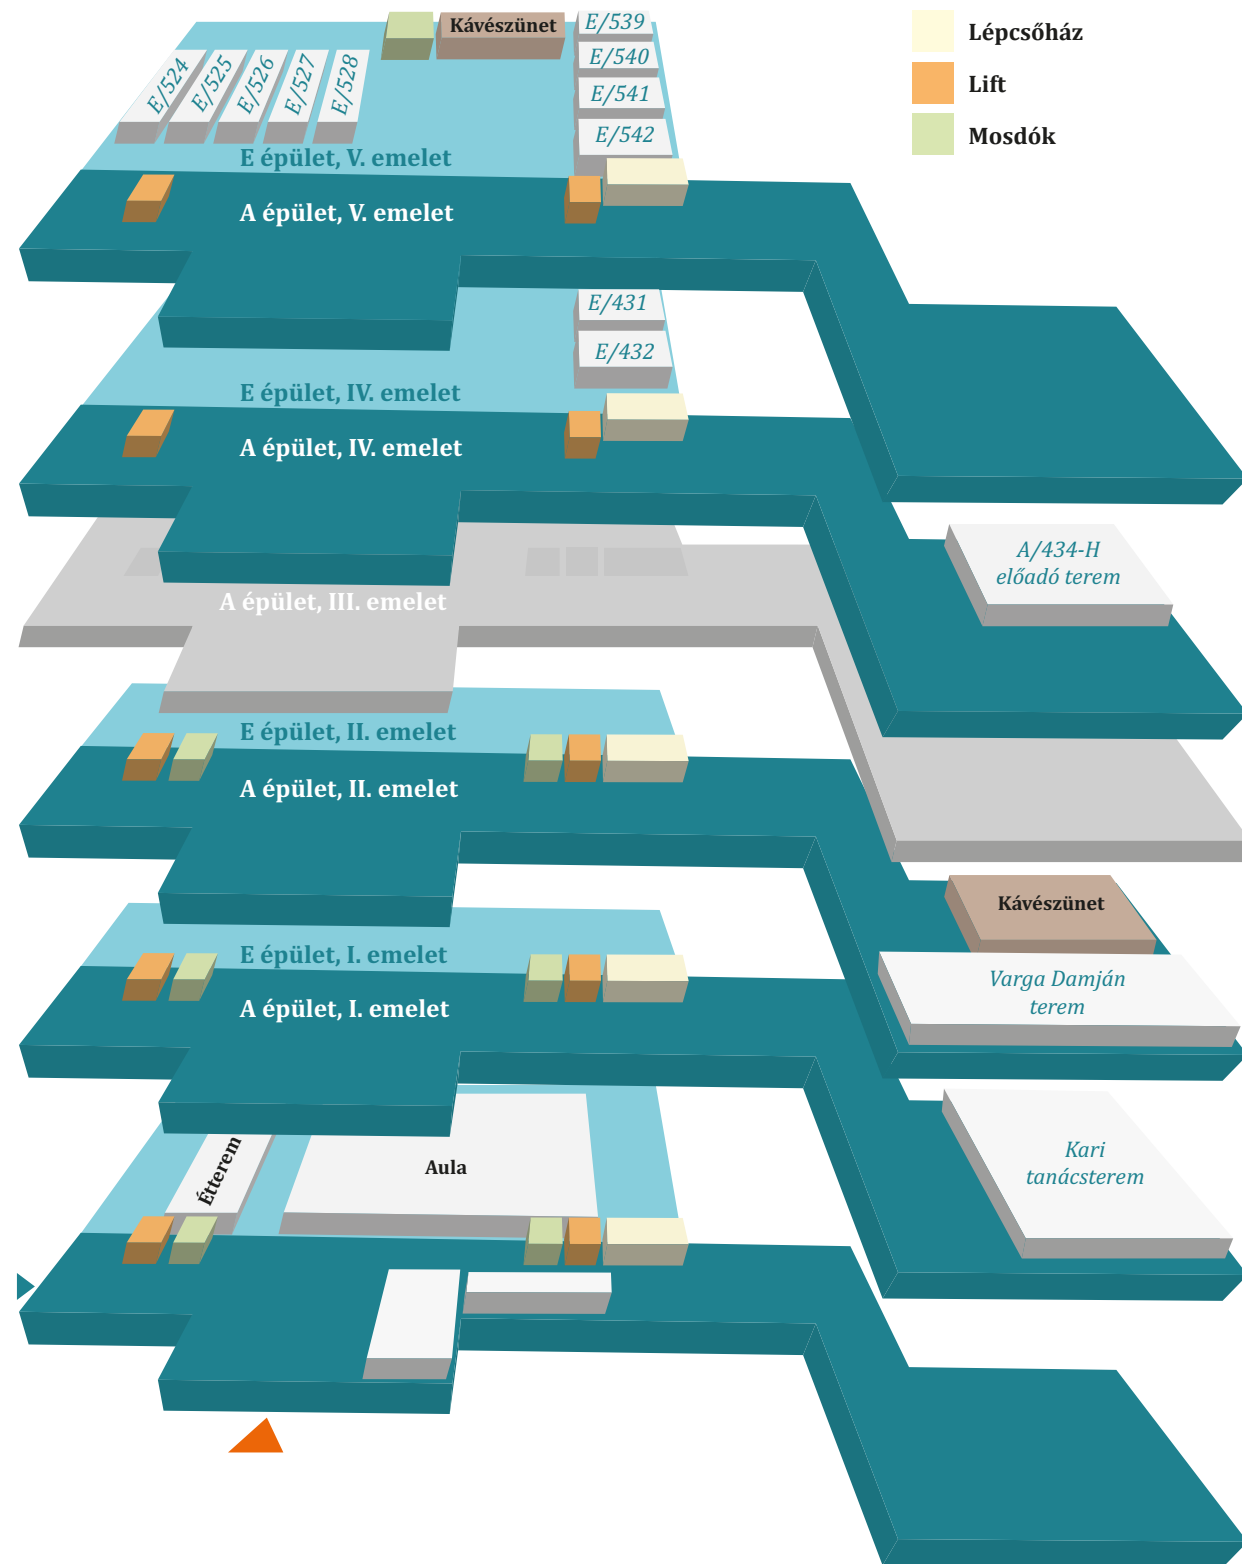 Kávészünet
E/539
E/540
E/541
E/542
E/524
E/525
E/526
E/527
E/528
Lépcsőház
Lift
Mosdók
E épület, V. emelet
A épület, V. emelet
E/431
E/432
E épület, IV. emelet
A épület, IV. emelet
A/434-H
előadó terem
A épület, III. emelet
E épület, II. emelet
A épület, II. emelet
Kávészünet
Varga Damján
terem
E épület, I. emelet
A épület, I. emelet
Kari
tanácsterem
Étterem
Aula